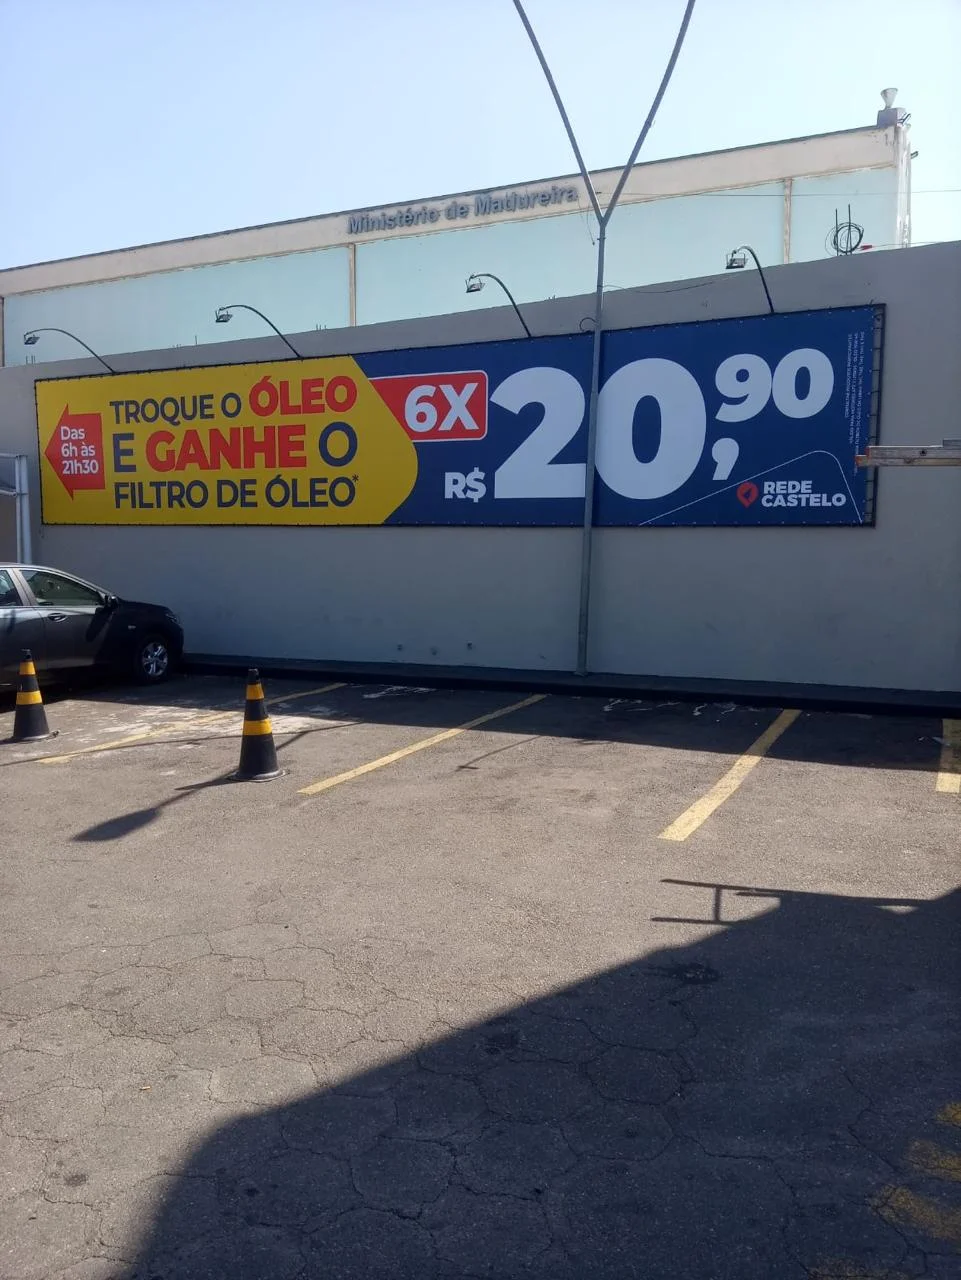 Ministério de Madureira
Das
6h às
21h30
TROQUE O ÓLEO
E GANHE O
FILTRO DE ÓLEO*
6X
R$ 20,90
REDE
CASTELO